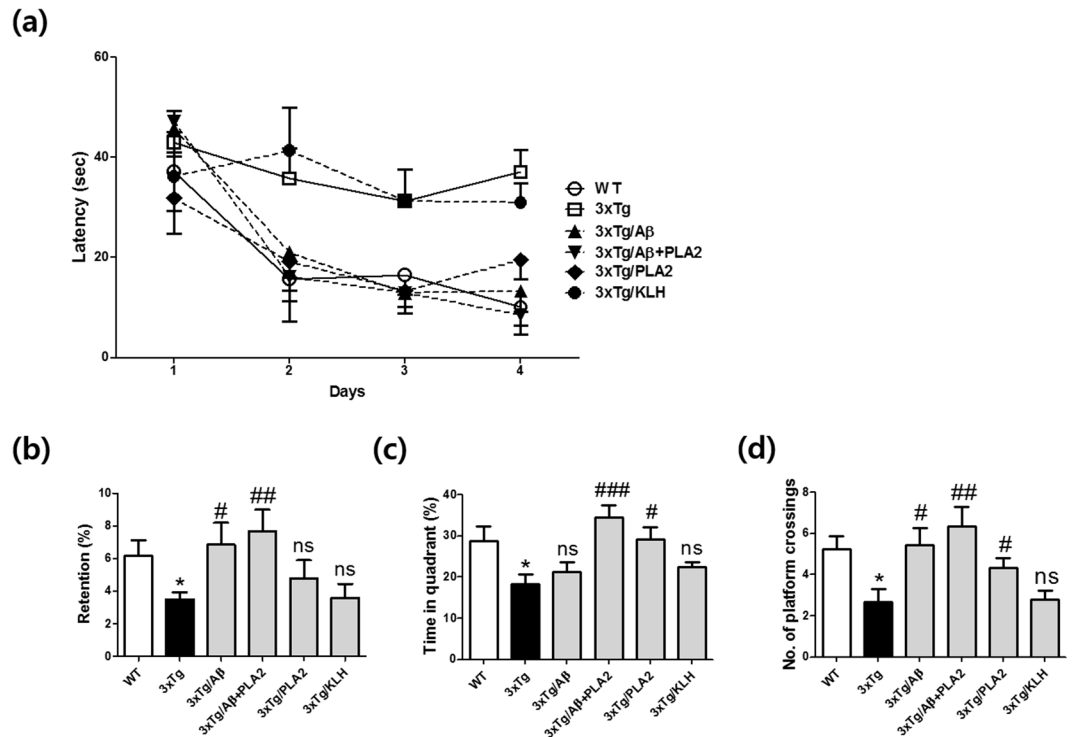 (a)
60
40
20
0
Latency (sec)
1 2 3 4
Days
WT
3xTg
3xTg/Aβ
3xTg/Aβ+PLA2
3xTg/PLA2
3xTg/KLH
(b)
10
8
6
4
2
0
Retention (%)
* # ## ns ns
WT 3xTg 3xTg/Aβ 3xTg/Aβ+PLA2 3xTg/PLA2 3xTg/KLH
(c)
40
30
20
10
0
Time in quadrant (%)
* ns ### # ns
WT 3xTg 3xTg/Aβ 3xTg/Aβ+PLA2 3xTg/PLA2 3xTg/KLH
(d)
8
6
4
2
0
No. of platform crossings
* # ## # ns
WT 3xTg 3xTg/Aβ 3xTg/Aβ+PLA2 3xTg/PLA2 3xTg/KLH